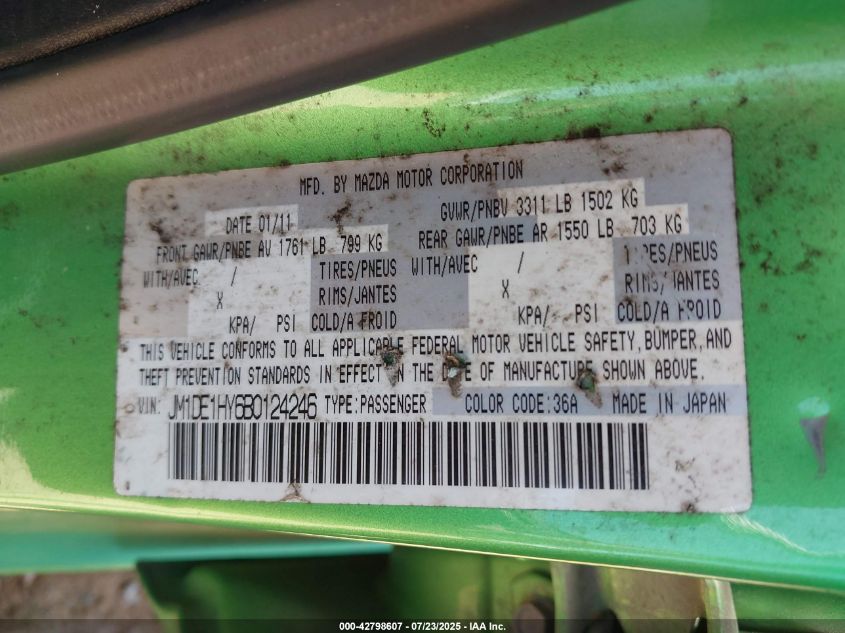 MFD. BY MAZDA MOTOR CORPORATION
DATE 01/11 GVWR/PNBV 3311 LB 1502 KG
FRONT GAWR/PNBE AV 1761 LB 799 KG REAR GAWR/PNBE AR 1550 LB 703 KG
WITH/AVEC / TIRES/PNEUS WITH/AVEC / TIRES/PNEUS
X RIMS/JANTES X RIMS/JANTES
KPA/ PSI COLD/A FROID KPA/ PSI COLD/A FROID
THIS VEHICLE CONFORMS TO ALL APPLICABLE FEDERAL MOTOR VEHICLE SAFETY, BUMPER, AND
THEFT PREVENTION STANDARDS IN EFFECT ON THE DATE OF MANUFACTURE SHOWN ABOVE.
VIN: JM1DE1HY6B0124246 TYPE:PASSENGER COLOR CODE:36A MADE IN JAPAN
000-42798607 - 07/23/2025 - IAA Inc.